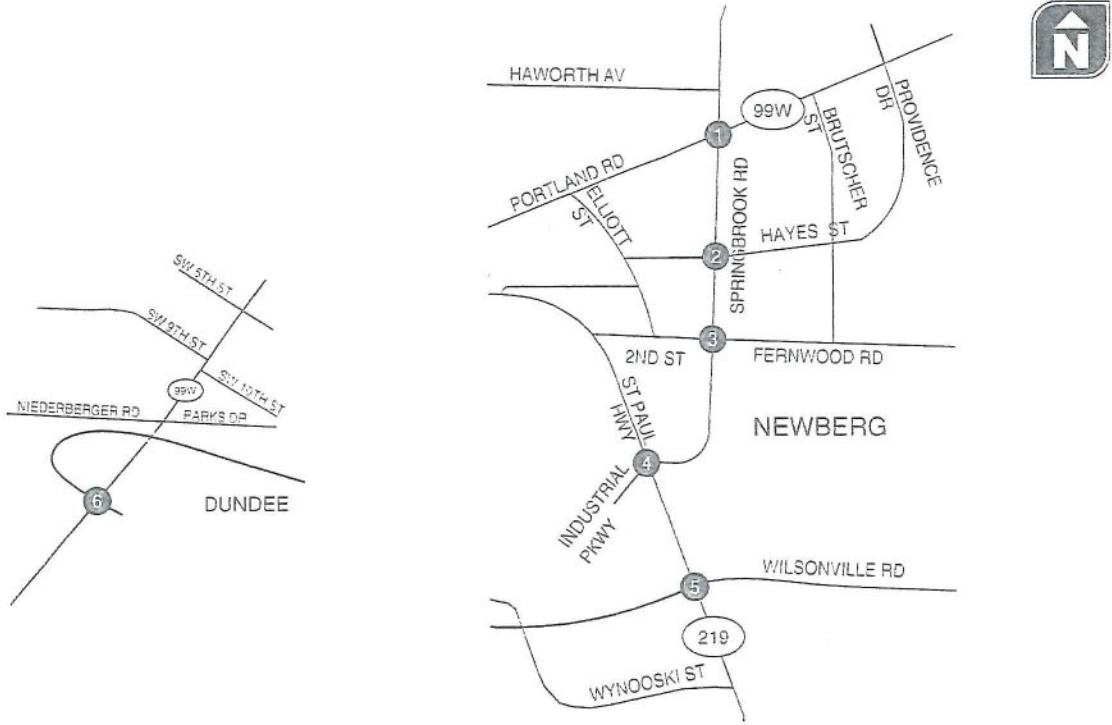 N
HAWORTH AV
99W
PROVIDENCE
DR
BRUTSCHER
ST
1
PORTLAND RD
ELLIOTT
ST
SPRINGBROOK RD
HAYES ST
2
SW 5TH ST
SW 9TH ST
3
2ND ST
FERNWOOD RD
99W
SW 10TH ST
NIEDERBERGER RD
PARKS DR
ST PAUL
HWY
NEWBERG
4
INDUSTRIAL
PKWY
6
DUNDEE
WILSONVILLE RD
5
219
WYNOOSKI ST